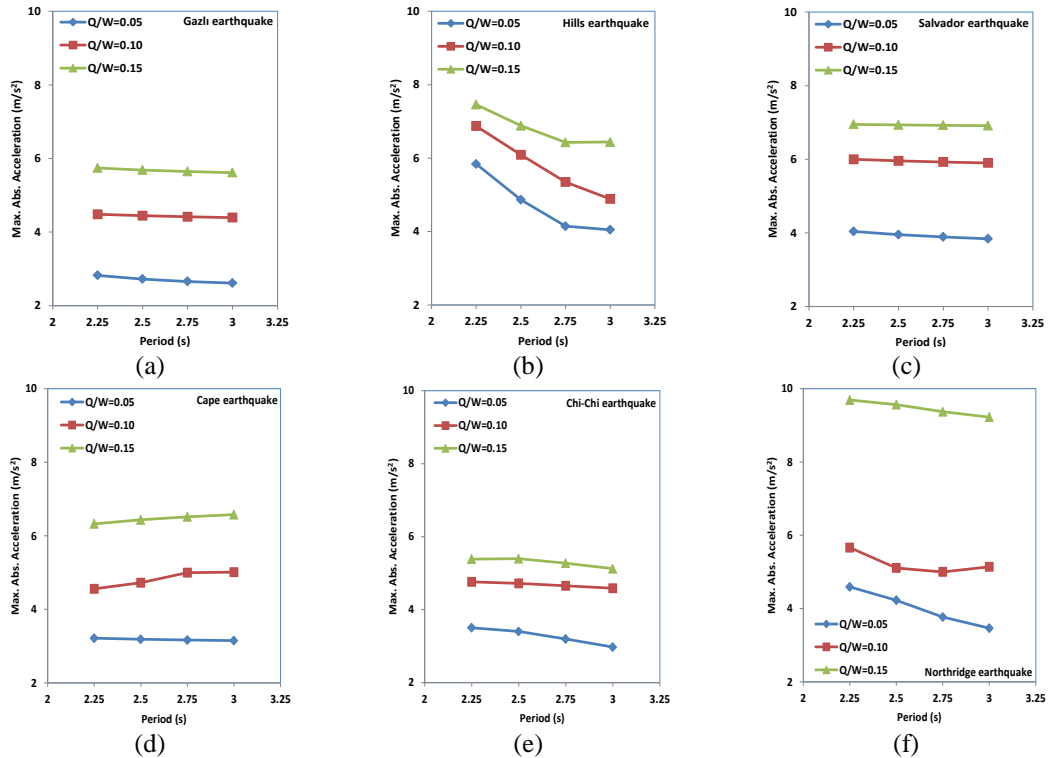 Gazlı earthquake
Q/W=0.05
Q/W=0.10
Q/W=0.15
Max. Abs. Acceleration (m/s²)
10
8
6
4
2
2 2.25 2.5 2.75 3 3.25
Period (s)
(a)
Hills earthquake
Q/W=0.05
Q/W=0.10
Q/W=0.15
Max. Abs. Acceleration (m/s²)
10
8
6
4
2
2 2.25 2.5 2.75 3 3.25
Period (s)
(b)
Salvador earthquake
Q/W=0.05
Q/W=0.10
Q/W=0.15
Max. Abs. Acceleration (m/s²)
10
8
6
4
2
2 2.25 2.5 2.75 3 3.25
Period (s)
(c)
Cape earthquake
Q/W=0.05
Q/W=0.10
Q/W=0.15
Max. Abs. Acceleration (m/s²)
10
8
6
4
2
2 2.25 2.5 2.75 3 3.25
Period (s)
(d)
Chi-Chi earthquake
Q/W=0.05
Q/W=0.10
Q/W=0.15
Max. Abs. Acceleration (m/s²)
10
8
6
4
2
2 2.25 2.5 2.75 3 3.25
Period (s)
(e)
Max. Abs. Acceleration (m/s²)
10
8
6
4
2
Q/W=0.05
Q/W=0.10
Q/W=0.15
Northridge earthquake
2 2.25 2.5 2.75 3 3.25
Period (s)
(f)